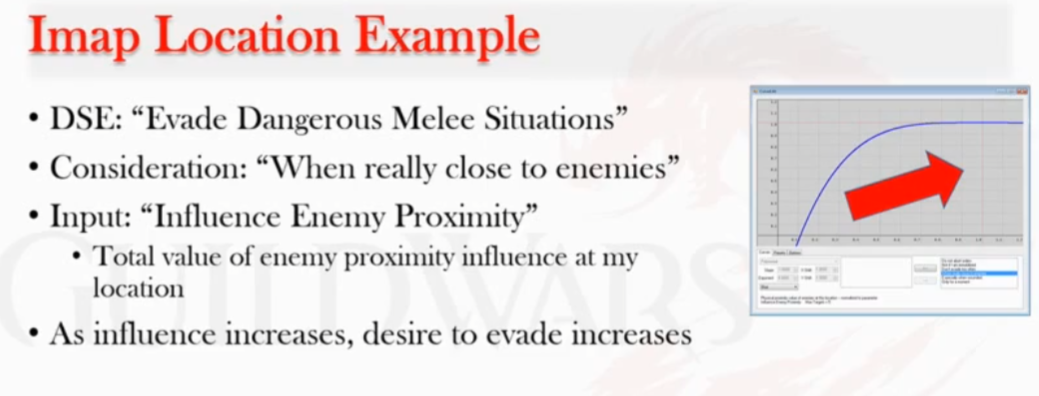 Imap Location Example
• DSE: “Evade Dangerous Melee Situations”
• Consideration: “When really close to enemies”
• Input: “Influence Enemy Proximity”
• Total value of enemy proximity influence at my
location
• As influence increases, desire to evade increases
GUILDWARS